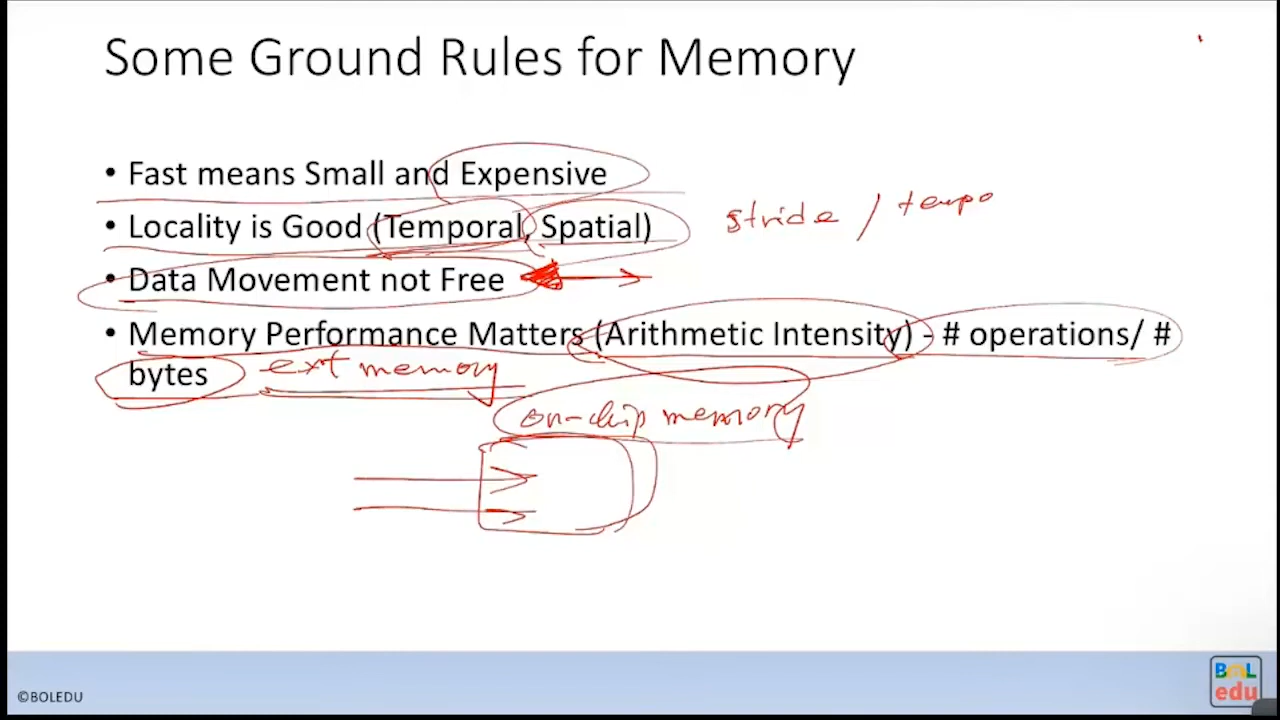 Some Ground Rules for Memory
• Fast means Small and Expensive
• Locality is Good (Temporal, Spatial)
stride / tempo
• Data Movement not Free
• Memory Performance Matters (Arithmetic Intensity) - # operations/ #
bytes
ext memory
on-chip memory
©BOLEDU
BOL
edu